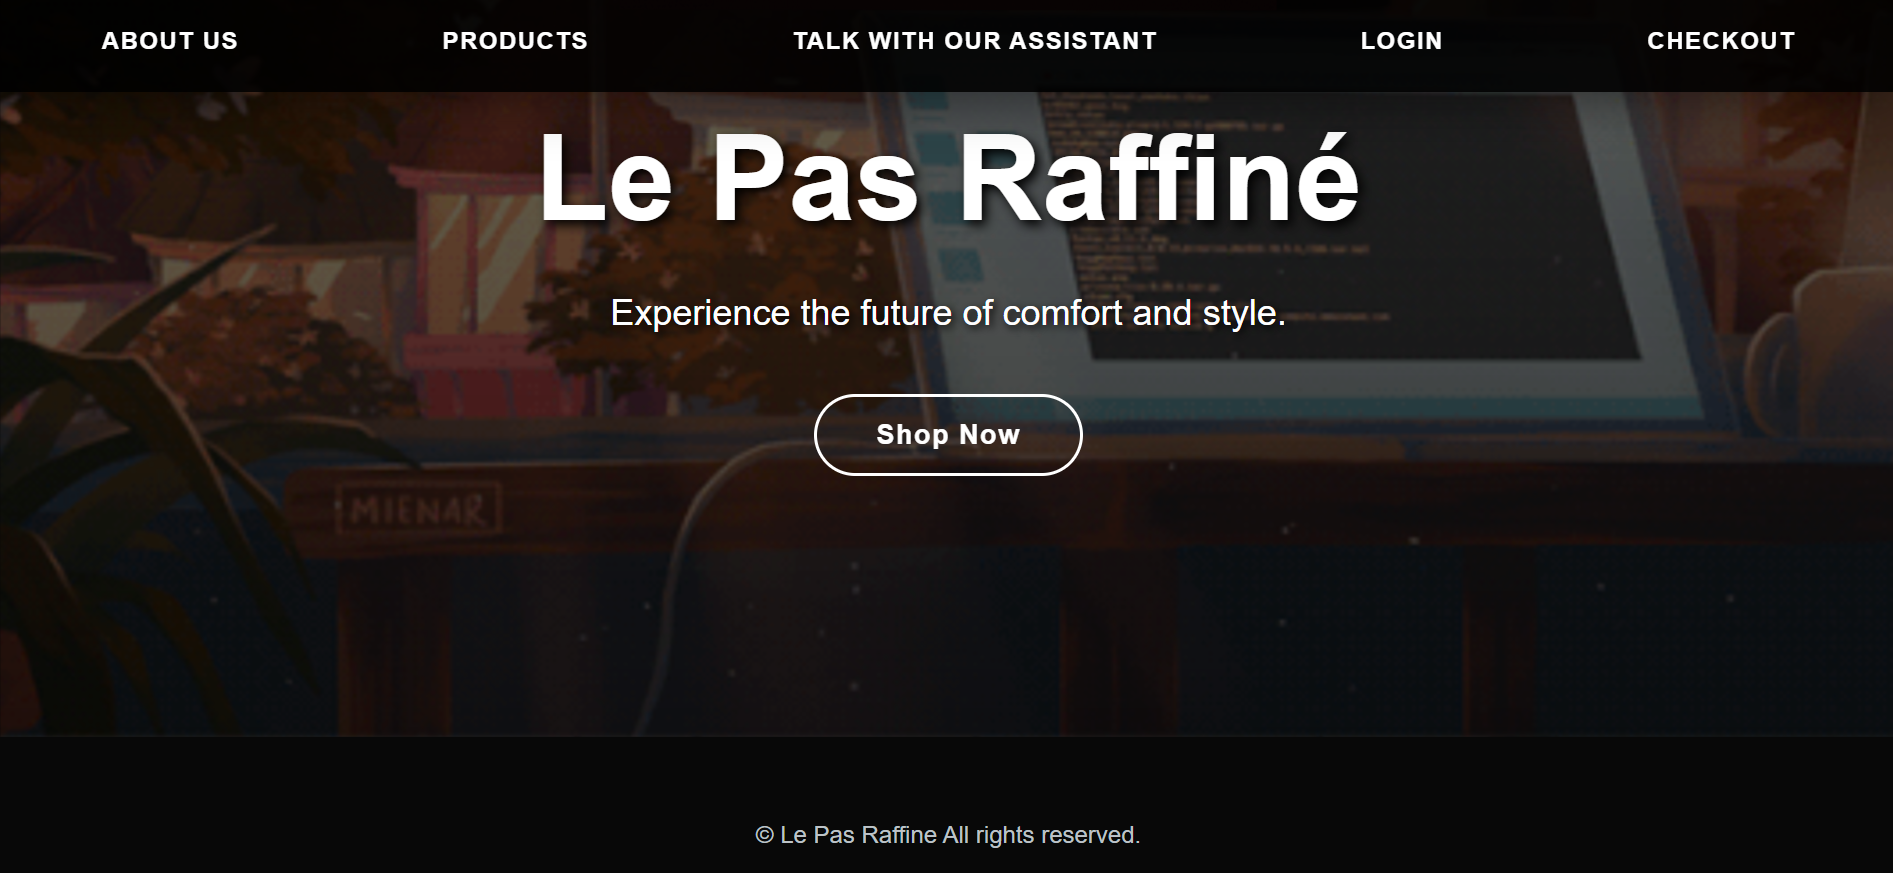 ABOUT US PRODUCTS TALK WITH OUR ASSISTANT LOGIN CHECKOUT
Le Pas Raffiné
Experience the future of comfort and style.
Shop Now
MIENAR
© Le Pas Raffine All rights reserved.